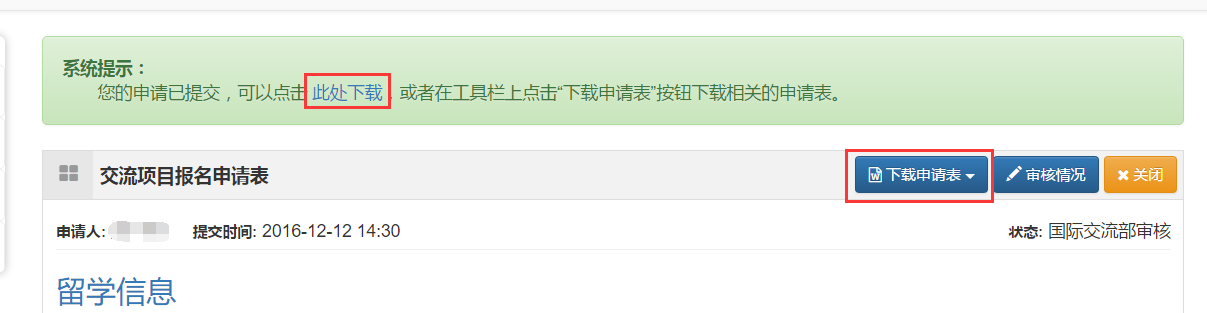 系统提示：
您的申请已提交，可以点击 此处下载，或者在工具栏上点击“下载申请表”按钮下载相关的申请表。
交流项目报名申请表 下载申请表 审核情况 关闭
申请人: 提交时间: 2016-12-12 14:30 状态: 国际交流部审核
留学信息